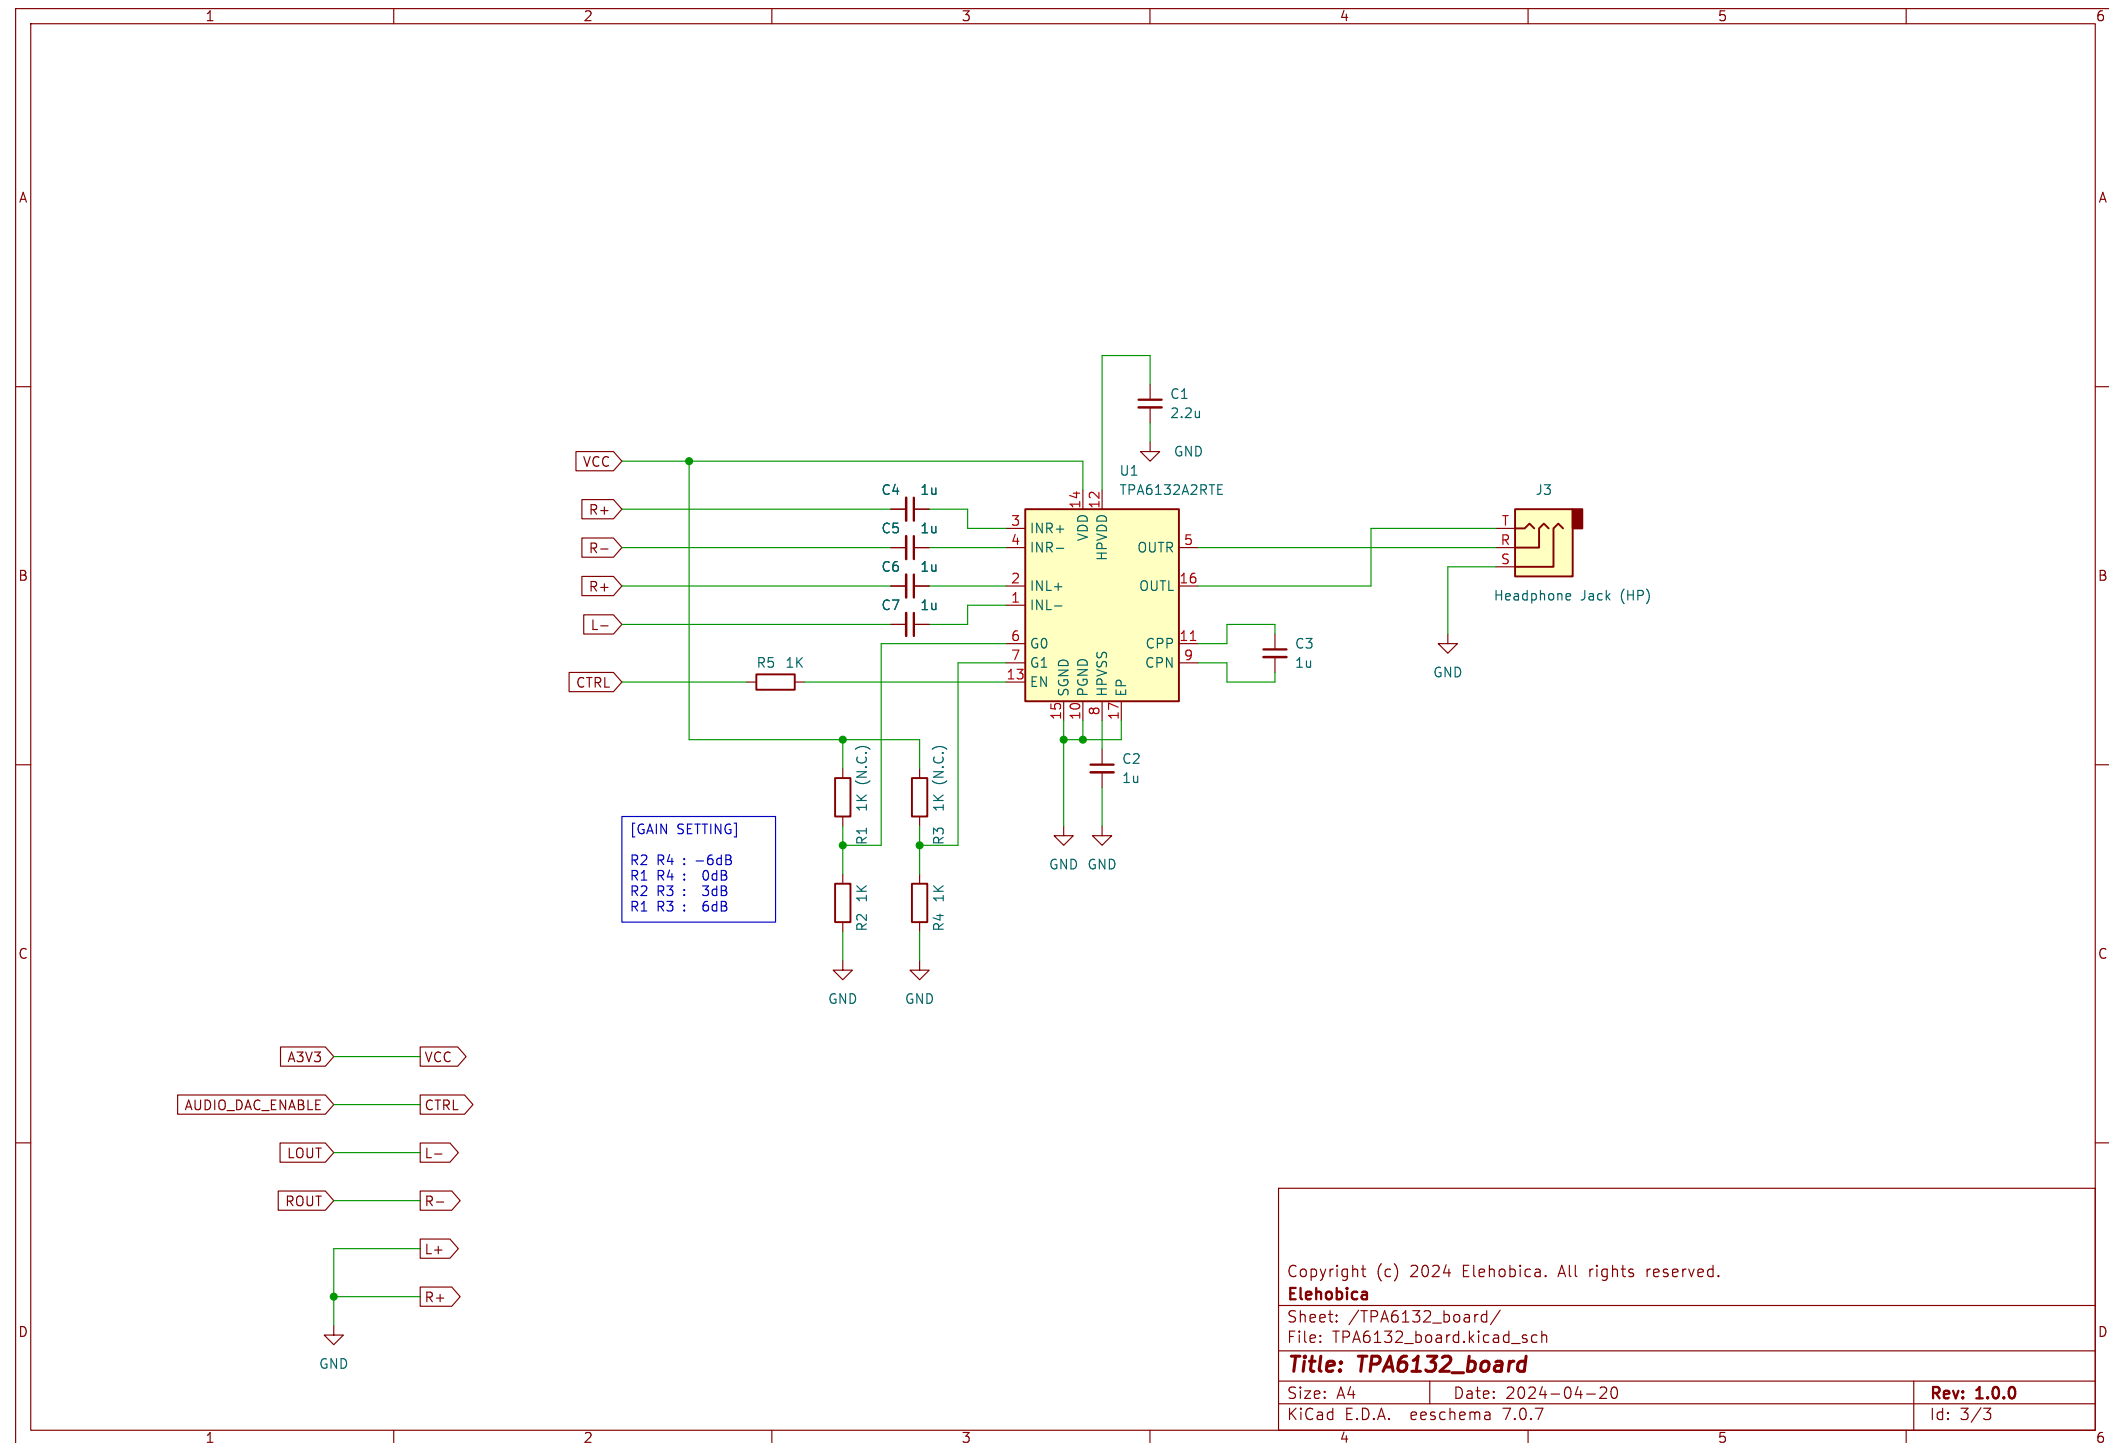 1 2 3 4 5 6
A A
B B
C C
D D
C1
2.2u
GND
U1
TPA6132A2RTE
VCC
R+
R-
R+
L-
CTRL
C4 1u
C5 1u
C6 1u
C7 1u
R5 1K
14 12
VDD HPVDD
3 INR+
4 INR-
2 INL+
1 INL-
6 G0
7 G1
13 EN
OUTR 5
OUTL 16
CPP 11
CPN 9
SGND PGND HPVSS EP
15 10 8 17
C3
1u
J3
T
R
S
Headphone Jack (HP)
GND
C2
1u
GND GND
R1 1K (N.C.)
R3 1K (N.C.)
R2 1K
R4 1K
GND GND
[GAIN SETTING]
R2 R4 : -6dB
R1 R4 : 0dB
R2 R3 : 3dB
R1 R3 : 6dB
A3V3 VCC
AUDIO_DAC_ENABLE CTRL
LOUT L-
ROUT R-
L+
R+
GND
Copyright (c) 2024 Elehobica. All rights reserved.
Elehobica
Sheet: /TPA6132_board/
File: TPA6132_board.kicad_sch
Title: TPA6132_board
Size: A4 Date: 2024-04-20 Rev: 1.0.0
KiCad E.D.A. eeschema 7.0.7 Id: 3/3
1 2 3 4 5 6